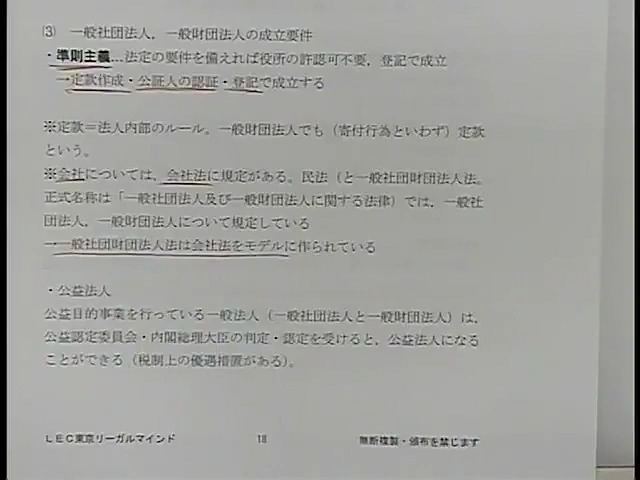 ⑶　一般社団法人，一般財団法人の成立要件
・準則主義…法定の要件を備えれば役所の許認可不要，登記で成立
→定款作成・公証人の認証・登記で成立する
※定款＝法人内部のルール。一般財団法人でも（寄付行為といわず）定款
という。
※会社については，会社法に規定がある。民法（と一般社団財団法人法。
正式名称は「一般社団法人及び一般財団法人に関する法律）では，一般社
団法人，一般財団法人について規定している
→一般社団財団法人法は会社法をモデルに作られている
・公益法人
公益目的事業を行っている一般法人（一般社団法人と一般財団法人）は，
公益認定委員会・内閣総理大臣の判定・認定を受けると，公益法人になる
ことができる（税制上の優遇措置がある）。
ＬＥＣ東京リーガルマインド　18　無断複製・頒布を禁じます